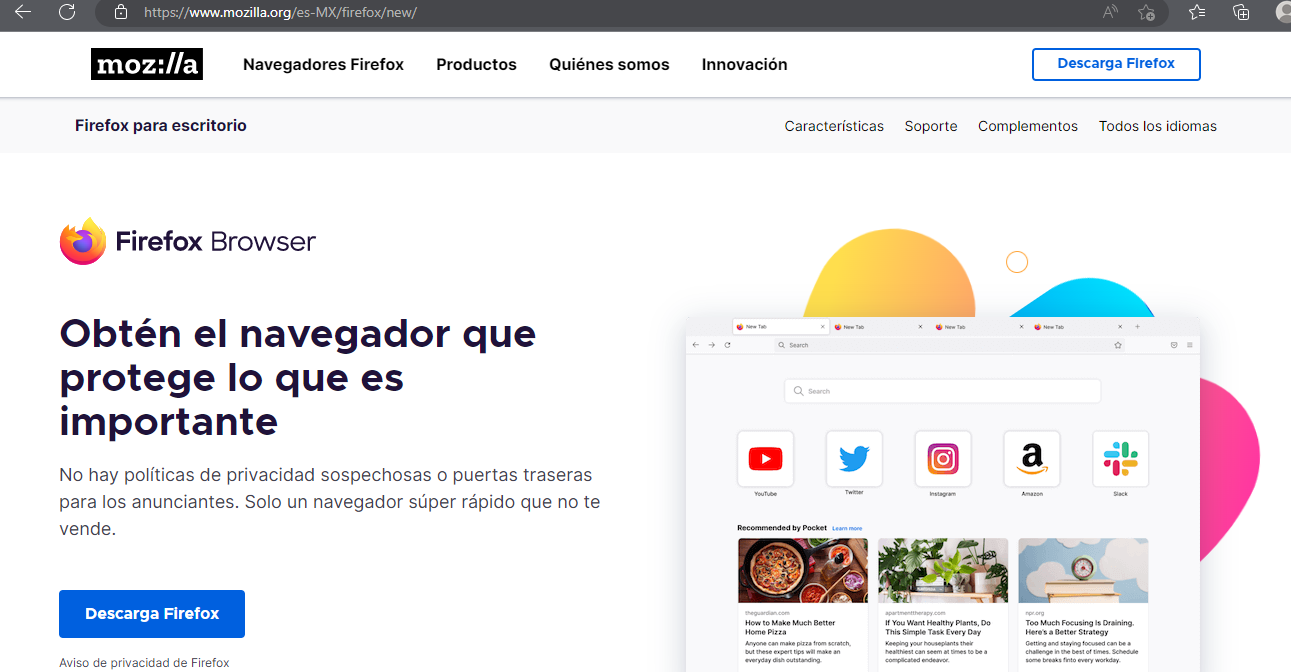 https://www.mozilla.org/es-MX/firefox/new/
moz://a
Navegadores Firefox
Productos
Quiénes somos
Innovación
Descarga Firefox
Firefox para escritorio
Características
Soporte
Complementos
Todos los idiomas
Firefox Browser
Obtén el navegador que
protege lo que es
importante
No hay políticas de privacidad sospechosas o puertas traseras
para los anunciantes. Solo un navegador súper rápido que no te
vende.
Descarga Firefox
Aviso de privacidad de Firefox
New Tab
New Tab
New Tab
New Tab
Search
Search
YouTube
Twitter
Instagram
Amazon
Slack
Recommended by Pocket Learn more
theguardian.com
How to Make Much Better
Home Pizza
Anyone can make pizza from scratch,
but these expert tips will make an
everyday dish outstanding.
apartmenttherapy.com
If You Want Healthy Plants, Do
This Simple Task Every Day
Keeping your houseplants their
healthiest can seem at times to be a
complicated endeavor.
npr.org
Too Much Focusing Is Draining.
Here's a Better Strategy
Getting and staying focused can be a
challenge in the best of times. Schedule
some breaks finto every workday.